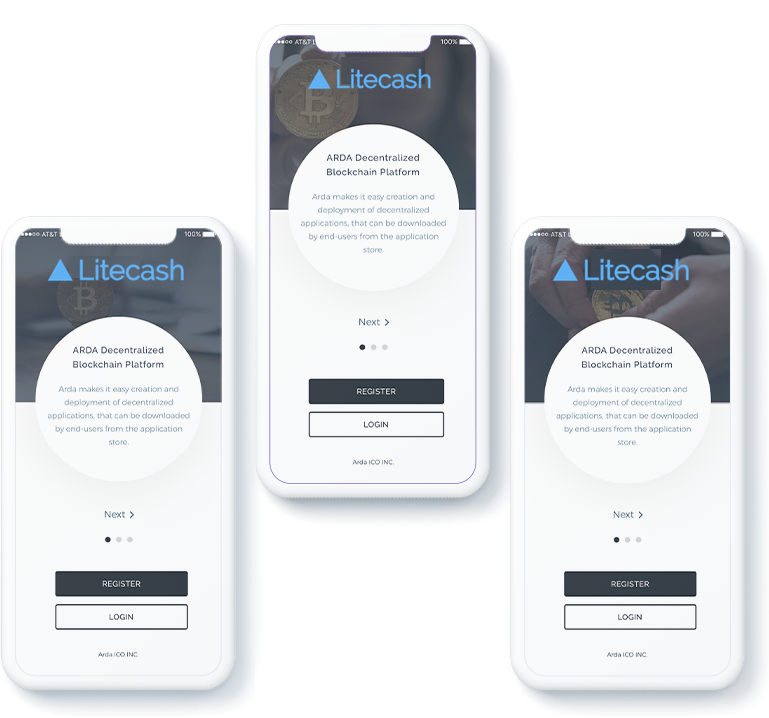 AT&T
100%
Litecash
ARDA Decentralized
Blockchain Platform
Arda makes it easy creation and
deployment of decentralized
applications, that can be downloaded
by end-users from the application
store.
Next
REGISTER
LOGIN
Arda ICO INC.
AT&T
100%
Litecash
ARDA Decentralized
Blockchain Platform
Arda makes it easy creation and
deployment of decentralized
applications, that can be downloaded
by end-users from the application
store.
Next
REGISTER
LOGIN
Arda ICO INC.
AT&T
100%
Litecash
ARDA Decentralized
Blockchain Platform
Arda makes it easy creation and
deployment of decentralized
applications, that can be downloaded
by end-users from the application
store.
Next
REGISTER
LOGIN
Arda ICO INC.